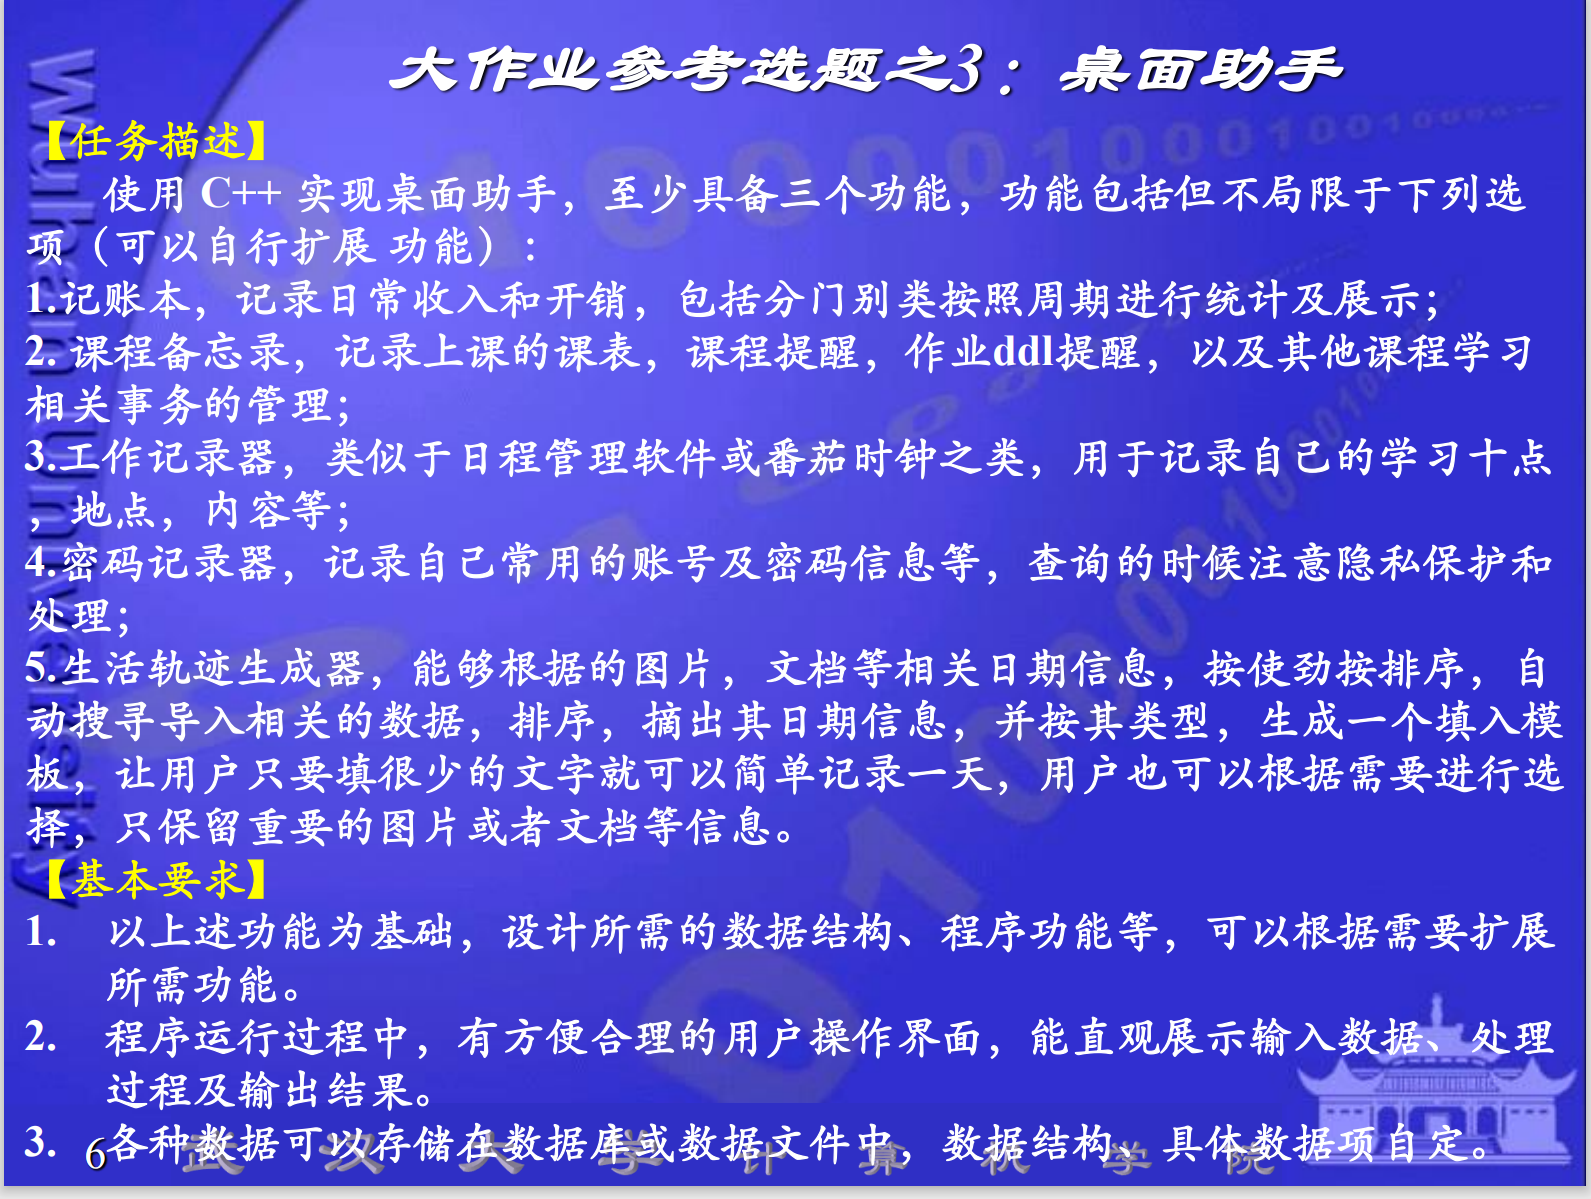 大作业参考选题之3：桌面助手
【任务描述】
使用 C++ 实现桌面助手，至少具备三个功能，功能包括但不局限于下列选
项（可以自行扩展 功能）：
1.记账本，记录日常收入和开销，包括分门别类按照周期进行统计及展示；
2. 课程备忘录，记录上课的课表，课程提醒，作业ddl提醒，以及其他课程学习
相关事务的管理；
3.工作记录器，类似于日程管理软件或番茄时钟之类，用于记录自己的学习十点
，地点，内容等；
4.密码记录器，记录自己常用的账号及密码信息等，查询的时候注意隐私保护和
处理；
5.生活轨迹生成器，能够根据的图片，文档等相关日期信息，按使劲按排序，自
动搜寻导入相关的数据，排序，摘出其日期信息，并按其类型，生成一个填入模
板，让用户只要填很少的文字就可以简单记录一天，用户也可以根据需要进行选
择，只保留重要的图片或者文档等信息。
【基本要求】
1. 以上述功能为基础，设计所需的数据结构、程序功能等，可以根据需要扩展
所需功能。
2. 程序运行过程中，有方便合理的用户操作界面，能直观展示输入数据、处理
过程及输出结果。
3. 各种数据可以存储在数据库或数据文件中，数据结构、具体数据项自定。
6
武汉大学计算机学院
Wuhan University